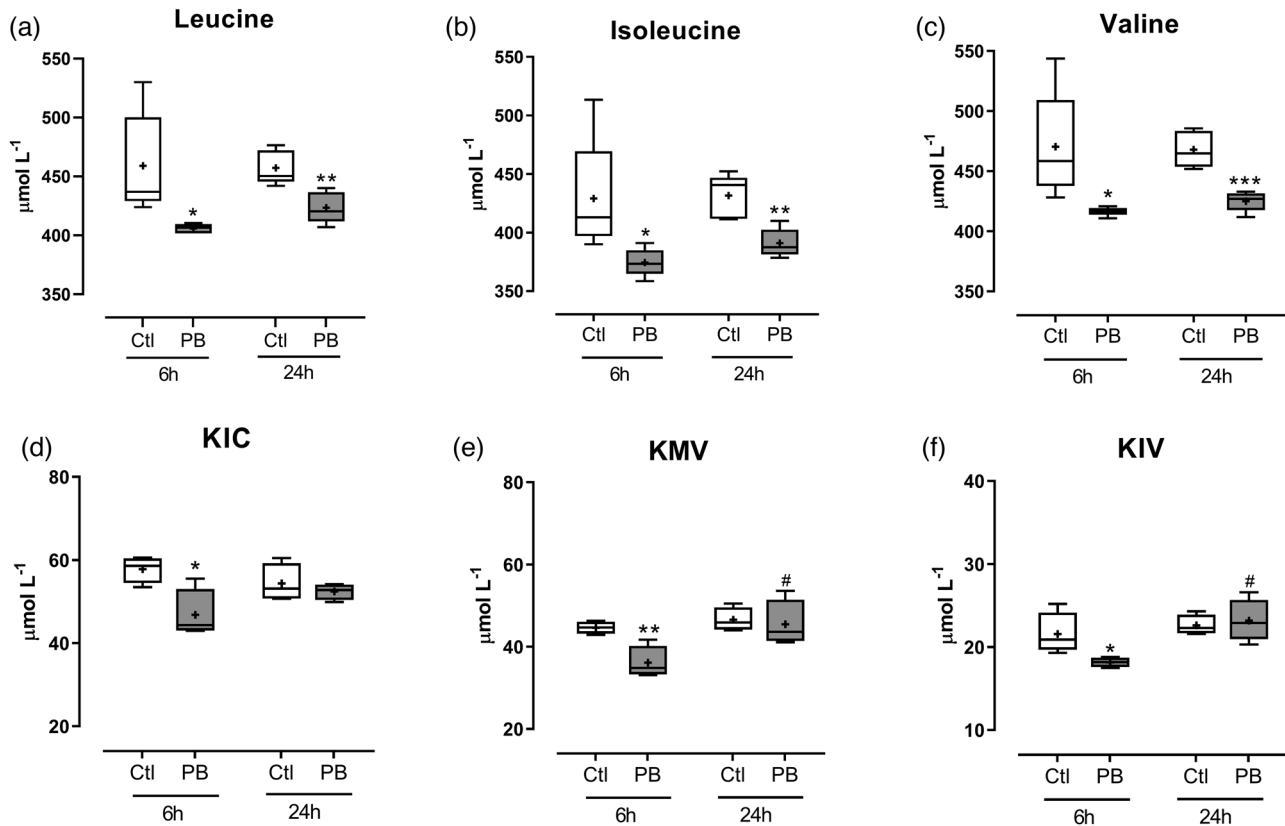 (a) Leucine
μmol L⁻¹
550
500
450
400
350
*
**
Ctl PB Ctl PB
6h 24h
(b) Isoleucine
μmol L⁻¹
550
500
450
400
350
*
**
Ctl PB Ctl PB
6h 24h
(c) Valine
μmol L⁻¹
550
500
450
400
350
*
***
Ctl PB Ctl PB
6h 24h
(d) KIC
μmol L⁻¹
80
60
40
20
*
Ctl PB Ctl PB
6h 24h
(e) KMV
μmol L⁻¹
80
60
40
20
**
#
Ctl PB Ctl PB
6h 24h
(f) KIV
μmol L⁻¹
40
30
20
10
*
#
Ctl PB Ctl PB
6h 24h